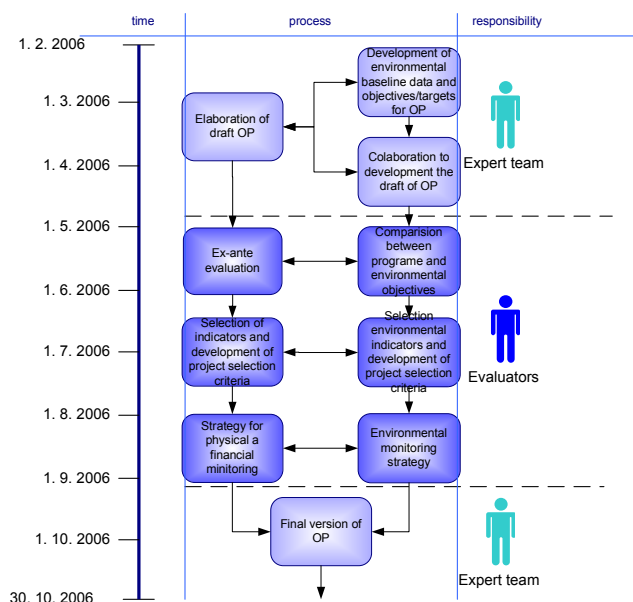 time
process
responsibility
1. 2. 2006
1. 3. 2006
1. 4. 2006
1. 5. 2006
1. 6. 2006
1. 7. 2006
1. 8. 2006
1. 9. 2006
1. 10. 2006
30. 10. 2006
Development of
environmental
baseline data and
objectives/targets
for OP
Elaboration of
draft OP
Colaboration to
development the
draft of OP
Expert team
Ex-ante
evaluation
Comparision
between
programe and
environmental
objectives
Selection of
indicators and
development of
project selection
criteria
Selection
environmental
indicators and
development of
project selection
criteria
Evaluators
Strategy for
physical a
financial
minitoring
Environmental
monitoring
strategy
Final version of
OP
Expert team